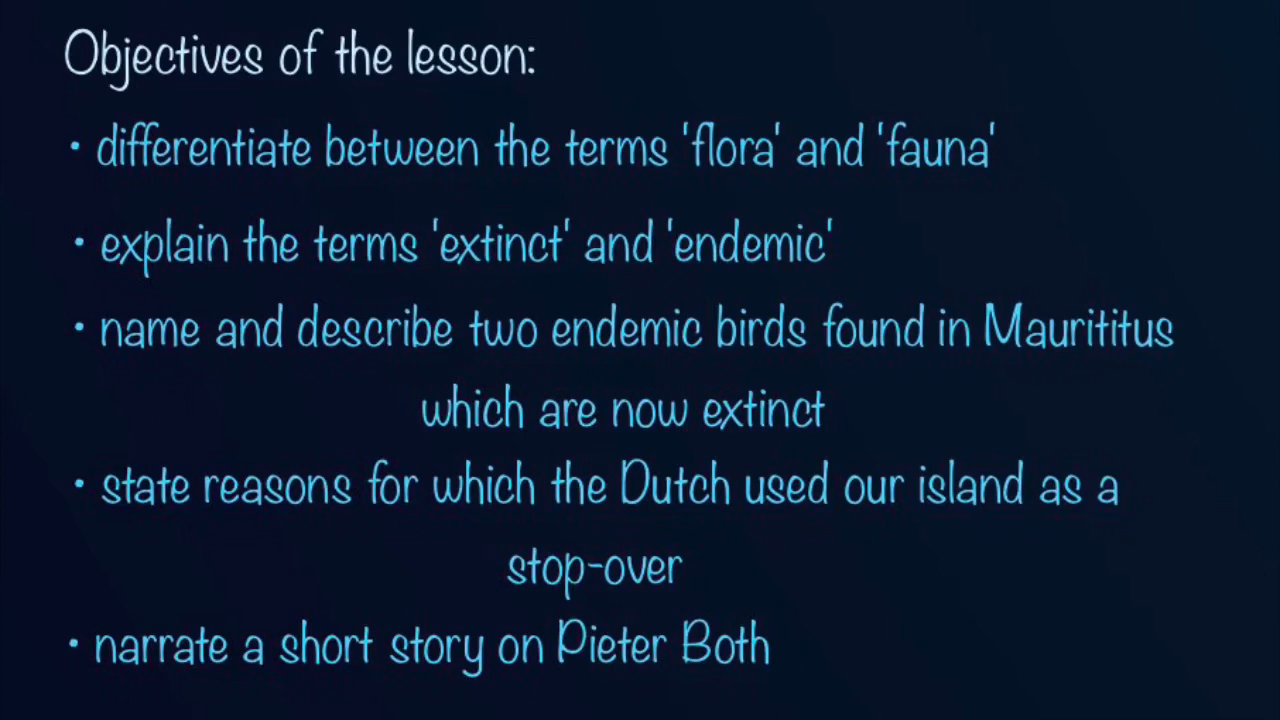 Objectives of the lesson:
• differentiate between the terms 'flora' and 'fauna'
• explain the terms 'extinct' and 'endemic'
• name and describe two endemic birds found in Maurititus
which are now extinct
• state reasons for which the Dutch used our island as a
stop-over
• narrate a short story on Pieter Both